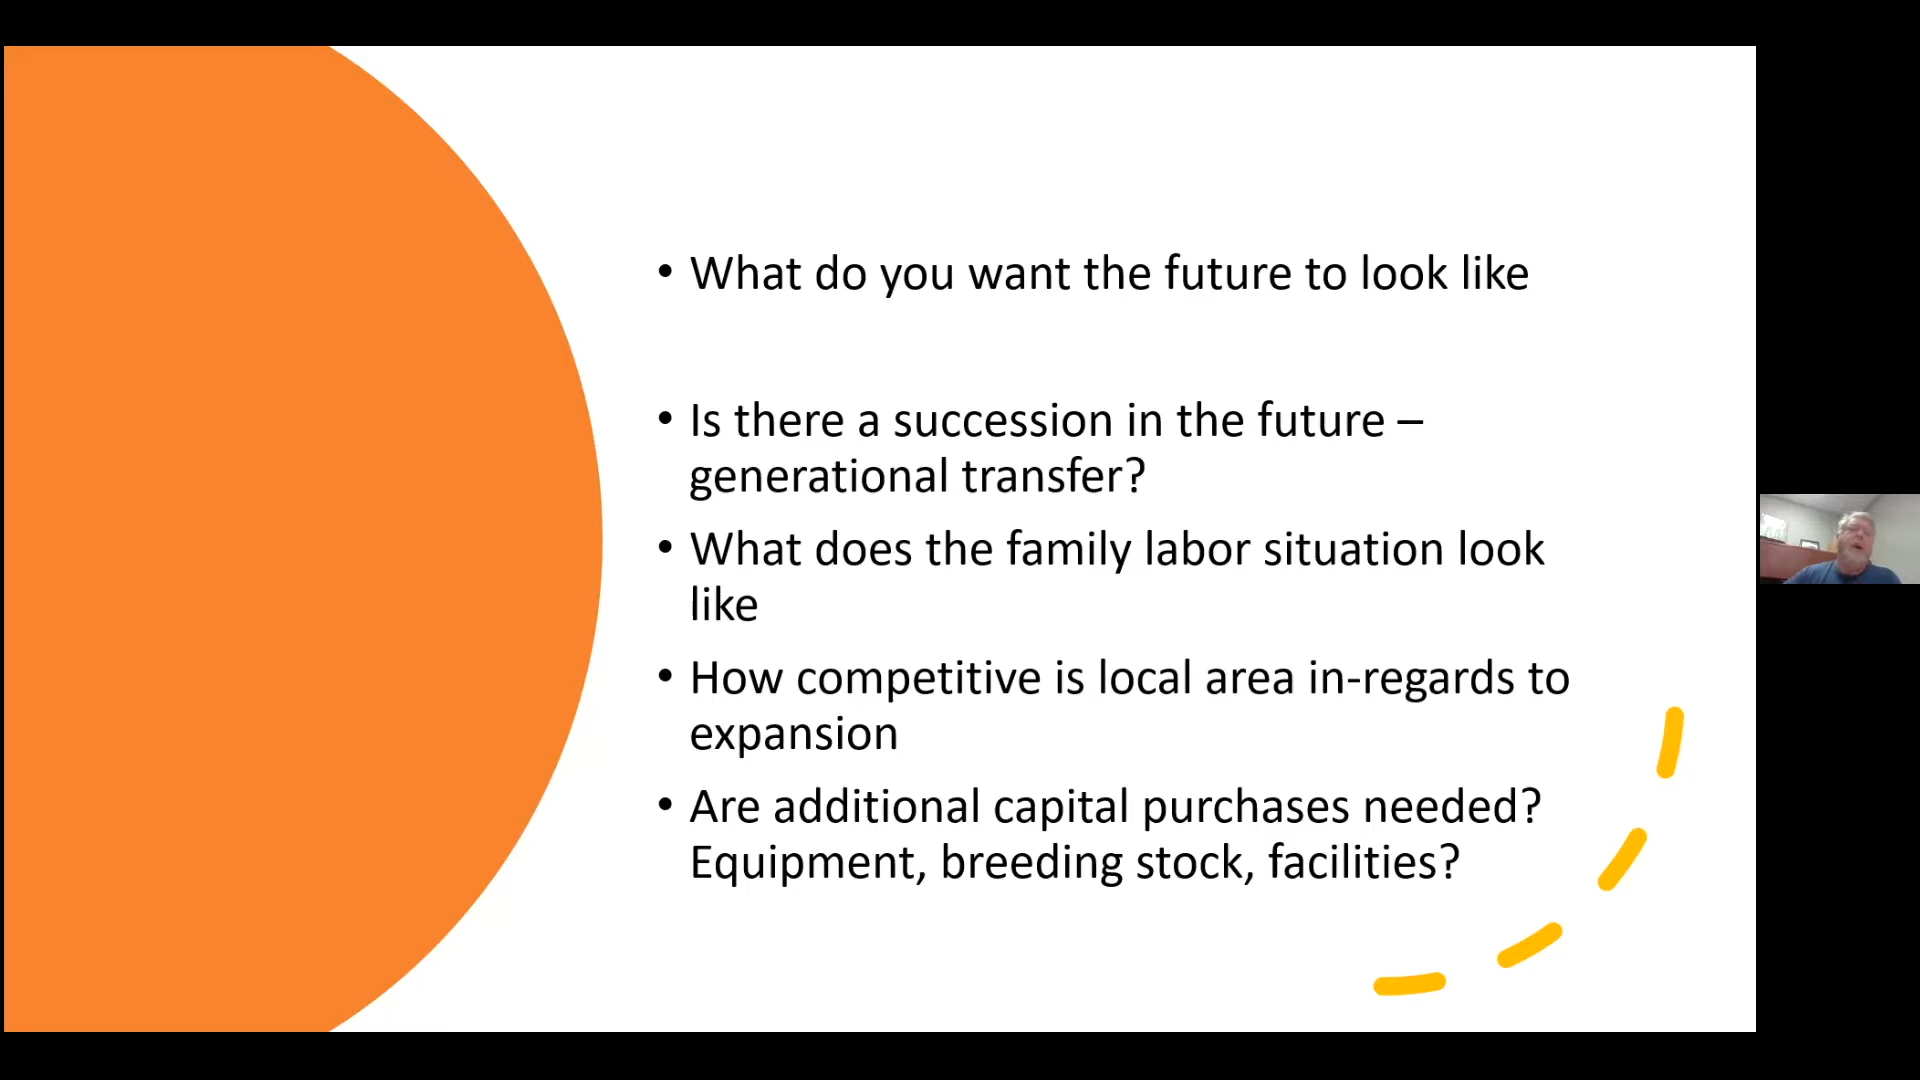 • What do you want the future to look like
• Is there a succession in the future –
generational transfer?
• What does the family labor situation look
like
• How competitive is local area in-regards to
expansion
• Are additional capital purchases needed?
Equipment, breeding stock, facilities?